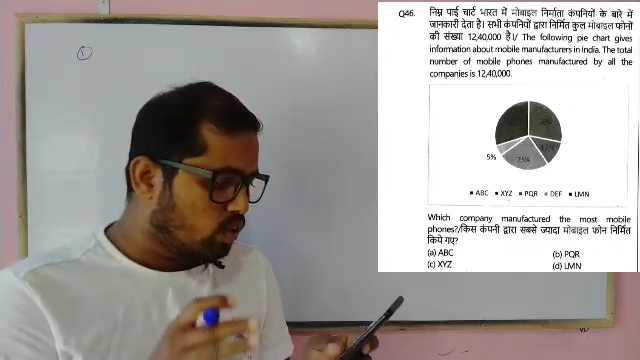 Q46. निम्न पाई चार्ट भारत में मोबाइल निर्माता कंपनियों के बारे में
जानकारी देता है। सभी कंपनियों द्वारा निर्मित कुल मोबाइल फोनों
की संख्या 12,40,000 है।/ The following pie chart gives
information about mobile manufacturers in India. The total
number of mobile phones manufactured by all the
companies is 12,40,000.
5%
25%
■ ABC ■ XYZ ■ PQR ■ DEF ■ LMN
Which company manufactured the most mobile
phones?/किस कंपनी द्वारा सबसे ज्यादा मोबाइल फोन निर्मित
किये गए?
(a) ABC (b) PQR
(c) XYZ (d) LMN